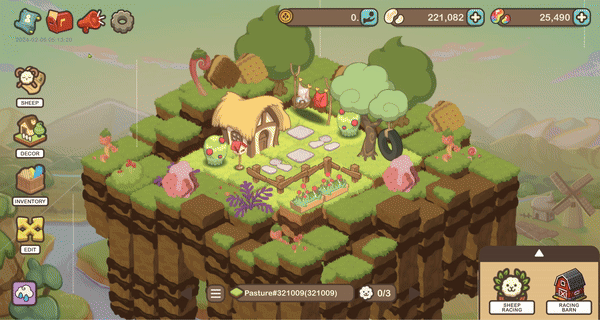 0.
221,082
25,490
SHEEP
DECOR
INVENTORY
EDIT
Pasture#321009(321009)
0/3
SHEEP
RACING
RACING
BARN